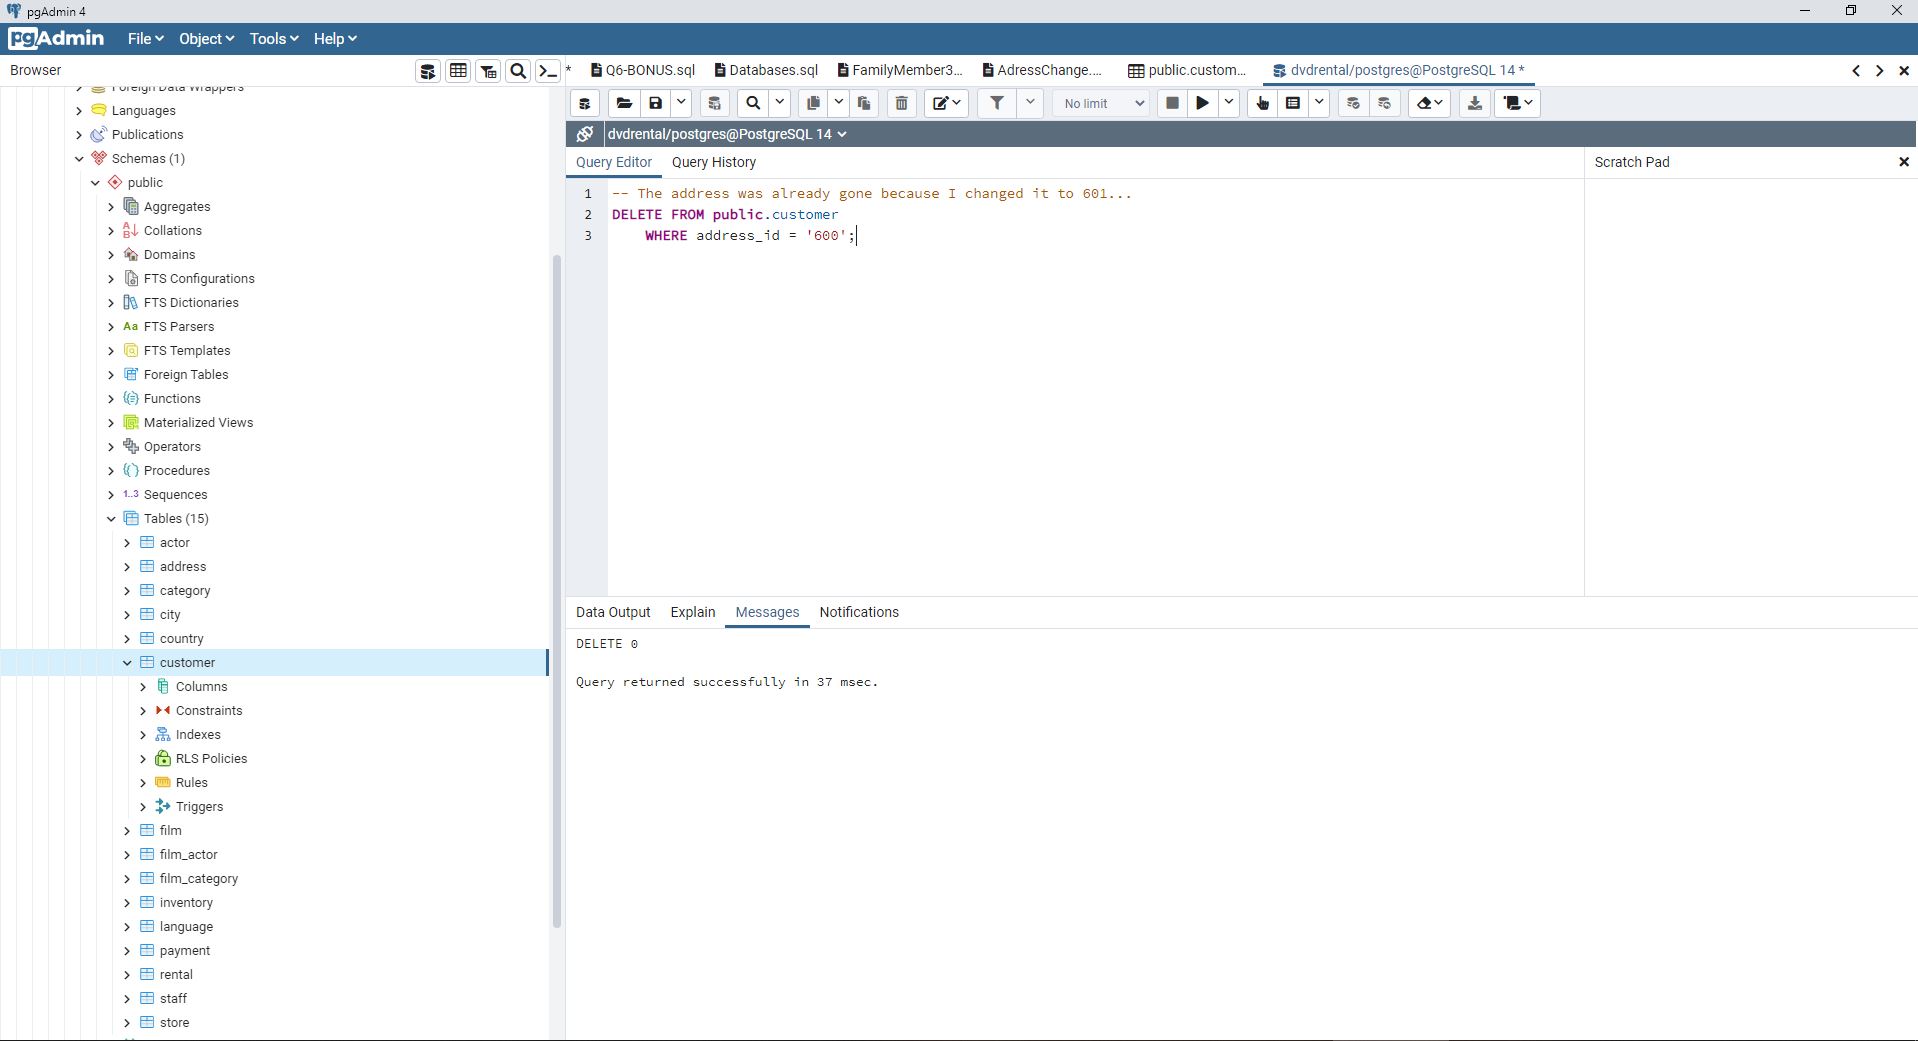 pgAdmin 4
pgAdmin File Object Tools Help
Browser
* Q6-BONUS.sql Databases.sql FamilyMember3... AdressChange.... public.custom... dvdrental/postgres@PostgreSQL 14 *
No limit
dvdrental/postgres@PostgreSQL 14
Query Editor Query History
Scratch Pad
1 -- The address was already gone because I changed it to 601...
2 DELETE FROM public.customer
3 WHERE address_id = '600';
Data Output Explain Messages Notifications
DELETE 0
Query returned successfully in 37 msec.
Foreign Data Wrappers
Languages
Publications
Schemas (1)
public
Aggregates
Collations
Domains
FTS Configurations
FTS Dictionaries
Aa FTS Parsers
FTS Templates
Foreign Tables
Functions
Materialized Views
Operators
Procedures
1..3 Sequences
Tables (15)
actor
address
category
city
country
customer
Columns
Constraints
Indexes
RLS Policies
Rules
Triggers
film
film_actor
film_category
inventory
language
payment
rental
staff
store